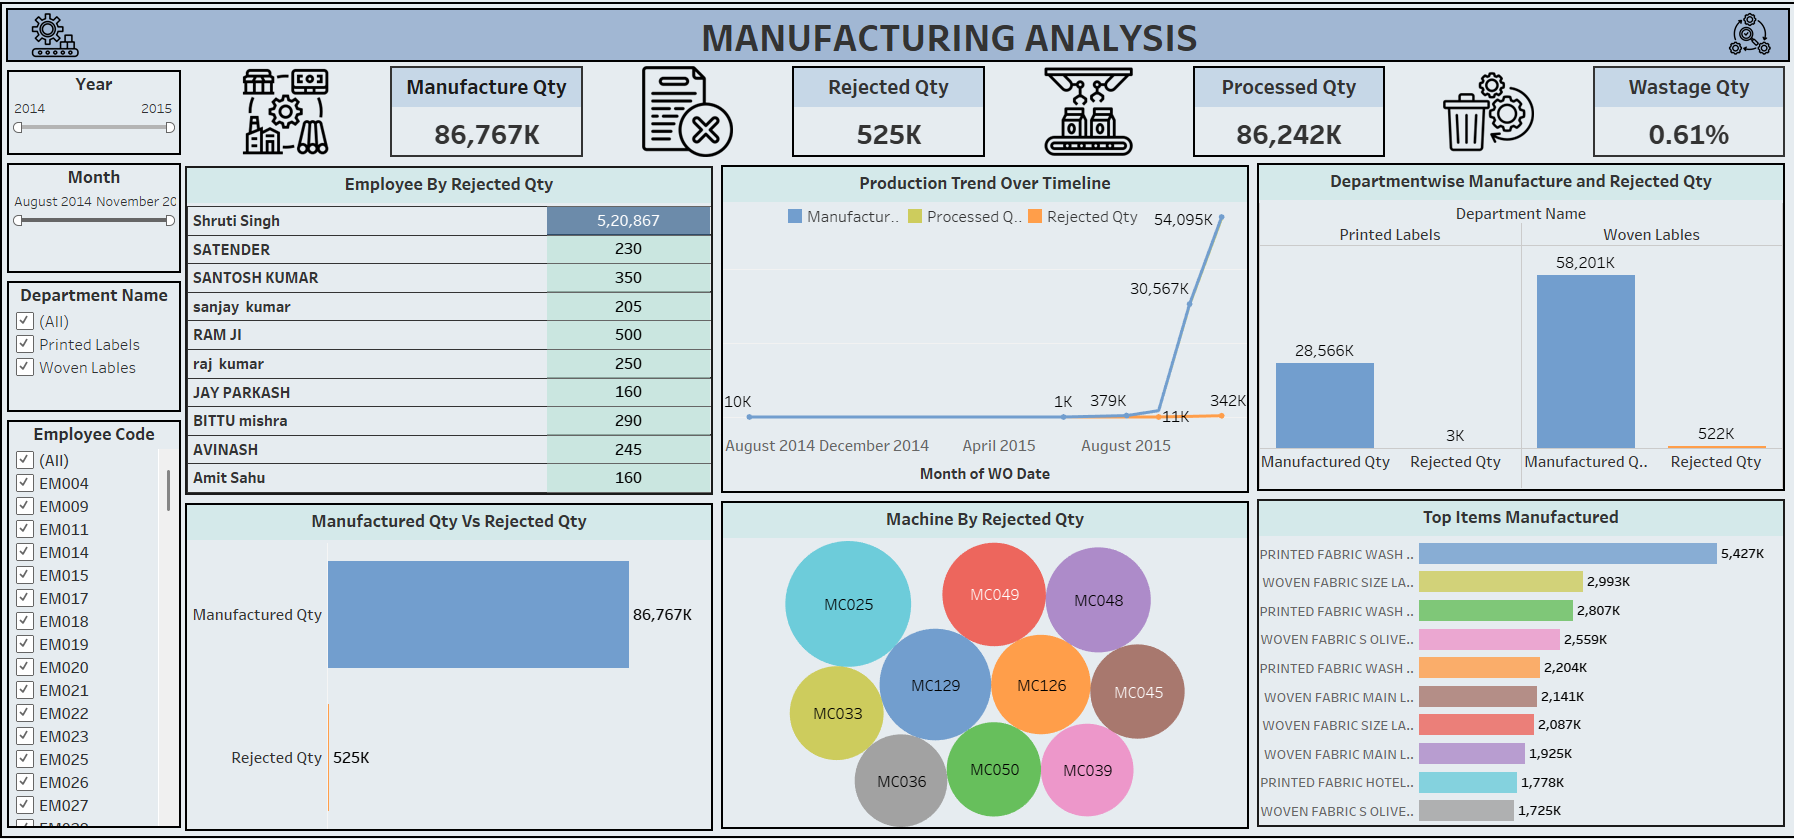 MANUFACTURING ANALYSIS
Year
2014 2015
Manufacture Qty
86,767K
Rejected Qty
525K
Processed Qty
86,242K
Wastage Qty
0.61%
Month
August 2014 November 20
Department Name
(All)
Printed Labels
Woven Lables
Employee Code
(All)
EM004
EM009
EM011
EM014
EM015
EM017
EM018
EM019
EM020
EM021
EM022
EM023
EM025
EM026
EM027
Employee By Rejected Qty
Shruti Singh 5,20,867
SATENDER 230
SANTOSH KUMAR 350
sanjay kumar 205
RAM JI 500
raj kumar 250
JAY PARKASH 160
BITTU mishra 290
AVINASH 245
Amit Sahu 160
Production Trend Over Timeline
Manufactur.. Processed Q.. Rejected Qty
54,095K
30,567K
10K 1K 379K 342K
11K
August 2014 December 2014 April 2015 August 2015
Month of WO Date
Departmentwise Manufacture and Rejected Qty
Department Name
Printed Labels Woven Lables
58,201K
28,566K
3K 522K
Manufactured Qty Rejected Qty Manufactured Q.. Rejected Qty
Manufactured Qty Vs Rejected Qty
Manufactured Qty 86,767K
Rejected Qty 525K
Machine By Rejected Qty
MC025
MC049
MC048
MC129
MC126
MC045
MC033
MC036
MC050
MC039
Top Items Manufactured
PRINTED FABRIC WASH .. 5,427K
WOVEN FABRIC SIZE LA.. 2,993K
PRINTED FABRIC WASH .. 2,807K
WOVEN FABRIC S OLIVE.. 2,559K
PRINTED FABRIC WASH .. 2,204K
WOVEN FABRIC MAIN L.. 2,141K
WOVEN FABRIC SIZE LA.. 2,087K
WOVEN FABRIC MAIN L.. 1,925K
PRINTED FABRIC HOTEL.. 1,778K
WOVEN FABRIC S OLIVE.. 1,725K